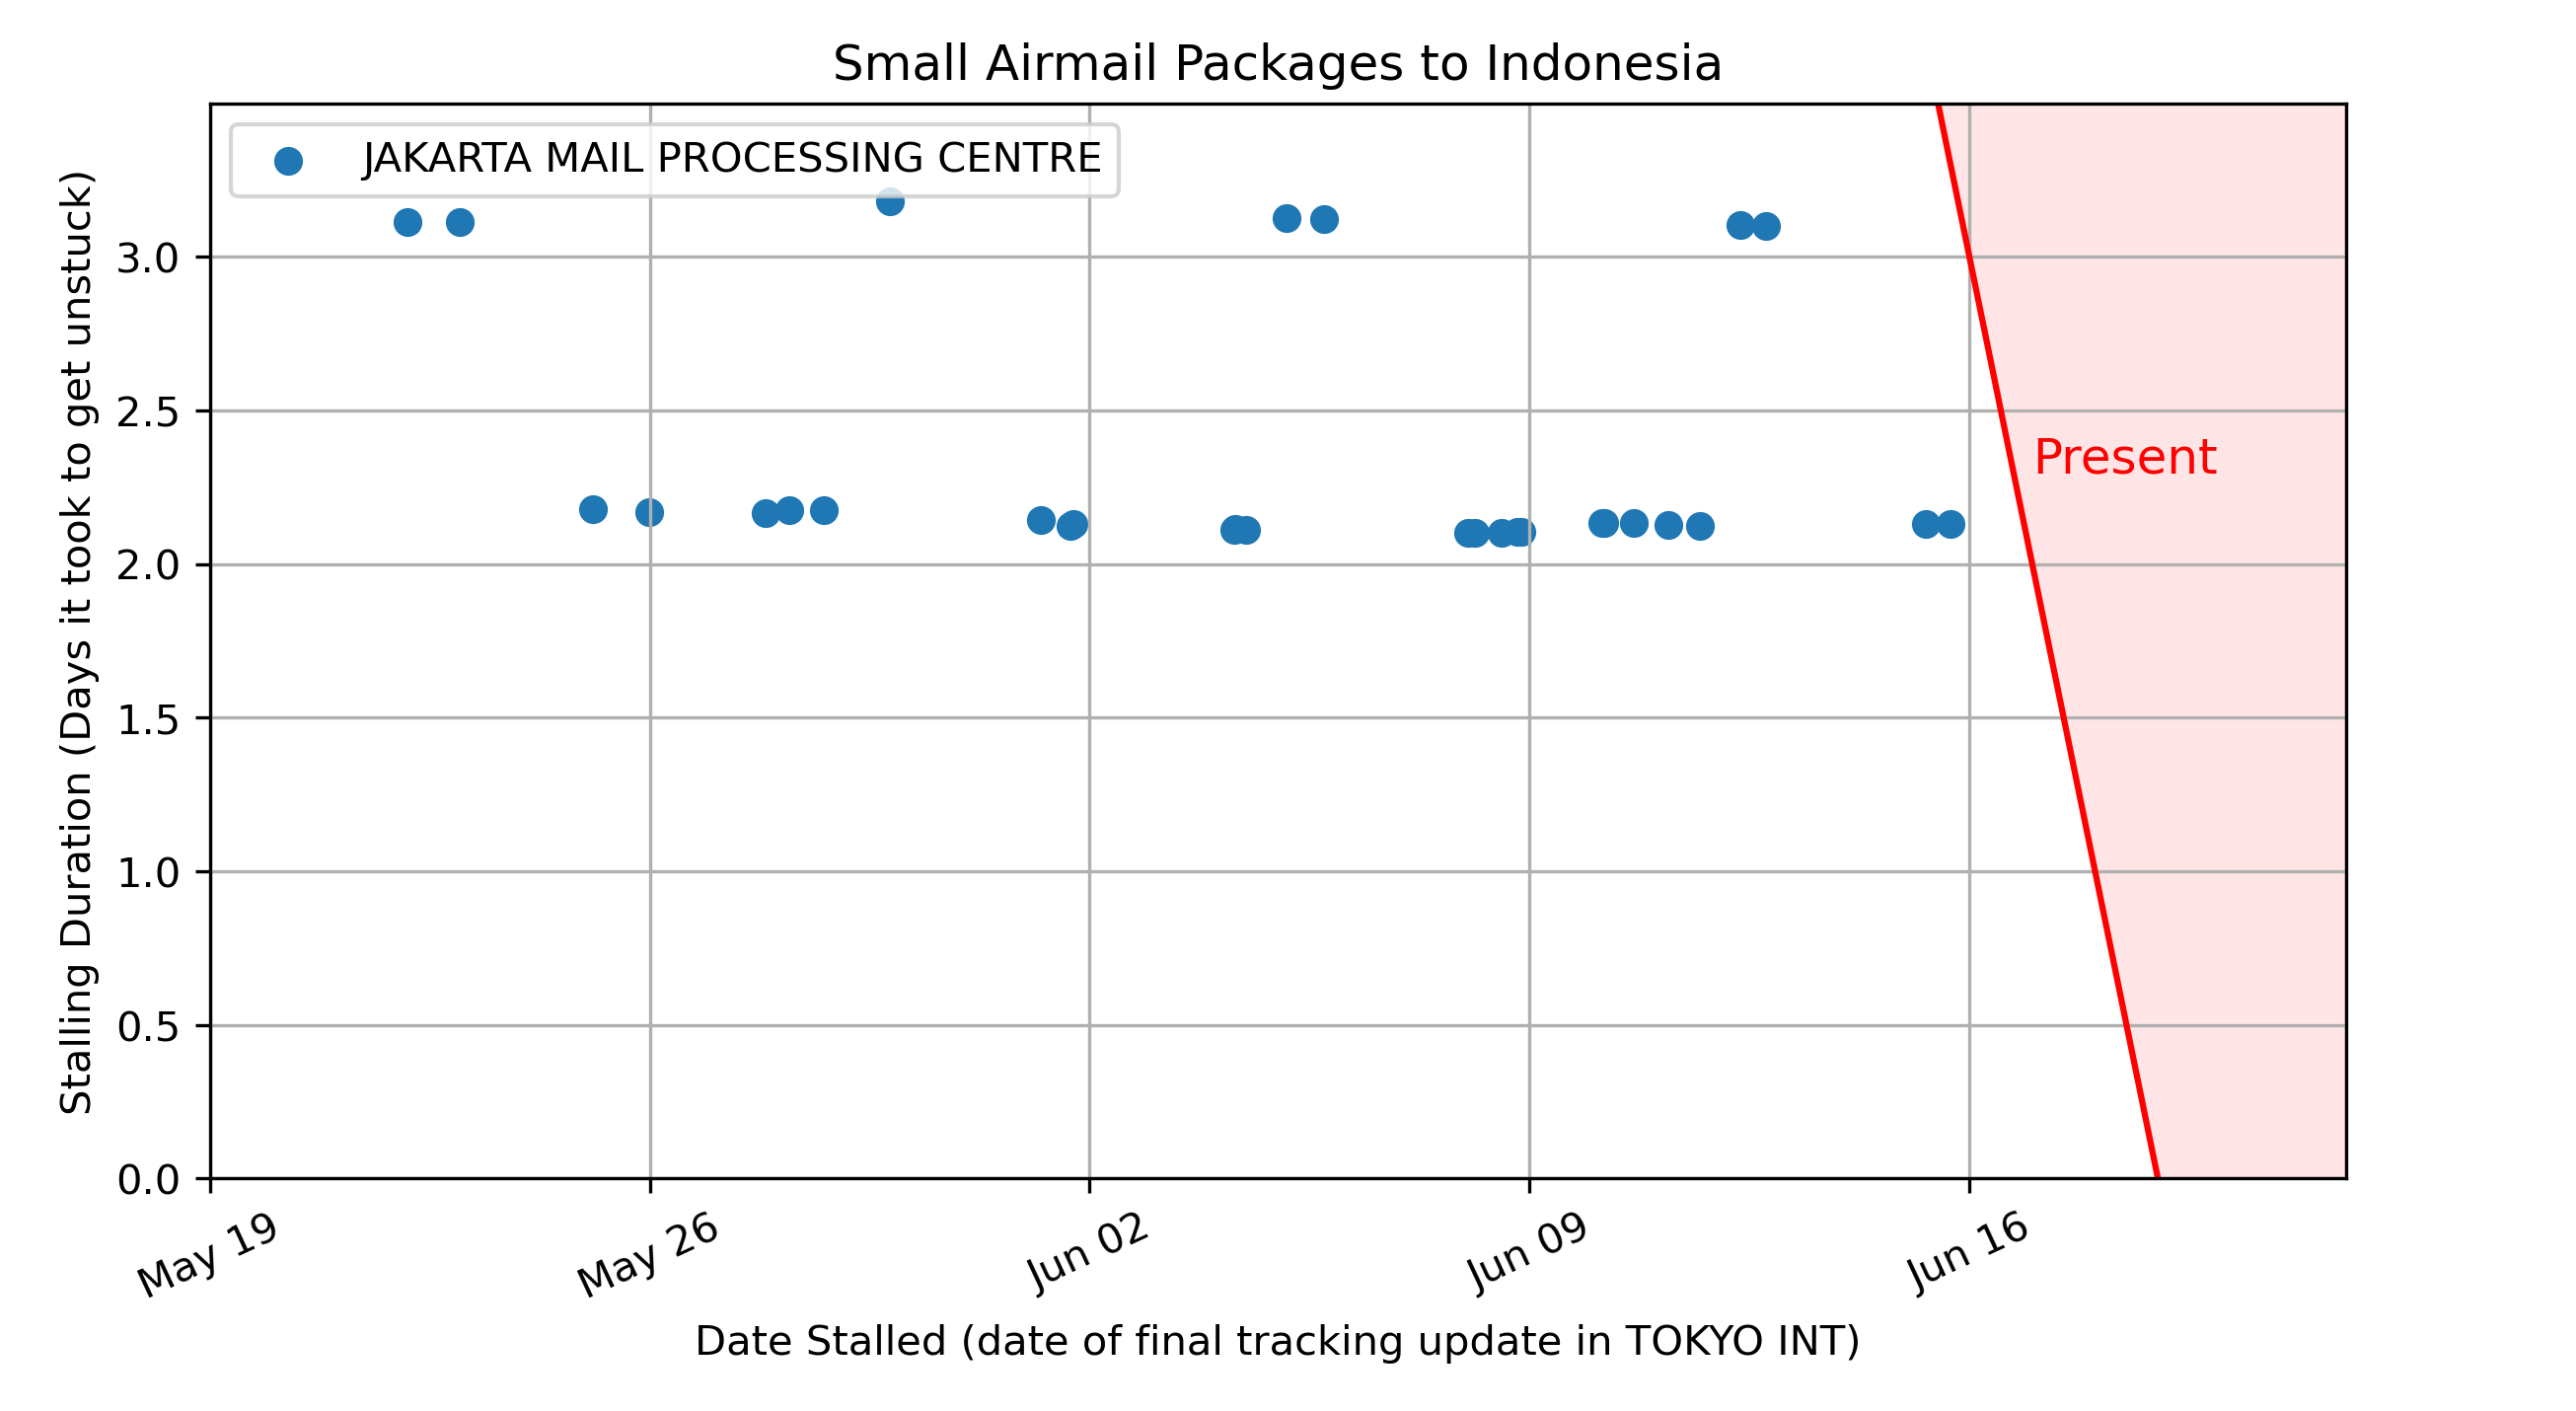 Small Airmail Packages to Indonesia
JAKARTA MAIL PROCESSING CENTRE
Stalling Duration (Days it took to get unstuck)
3.0
2.5
2.0
1.5
1.0
0.5
0.0
Present
May 19
May 26
Jun 02
Jun 09
Jun 16
Date Stalled (date of final tracking update in TOKYO INT)